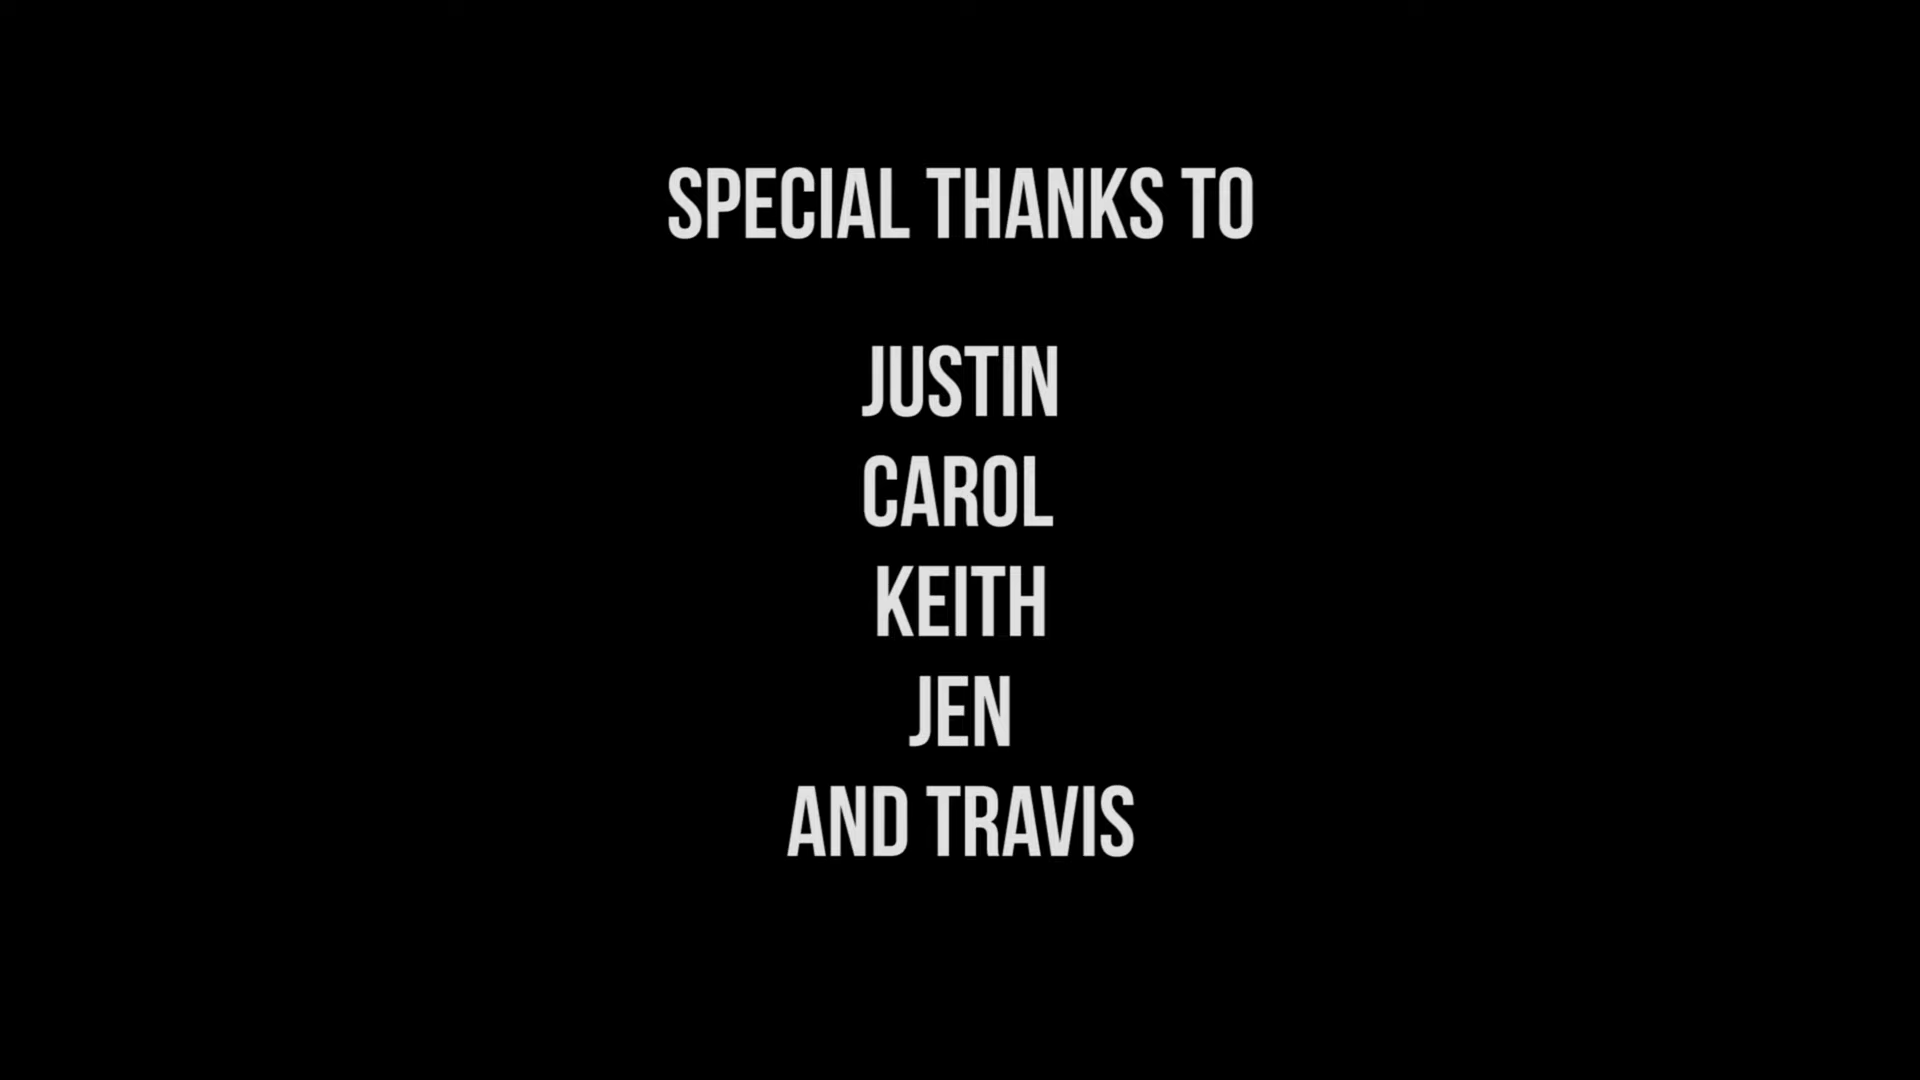 SPECIAL THANKS TO
JUSTIN
CAROL
KEITH
JEN
AND TRAVIS